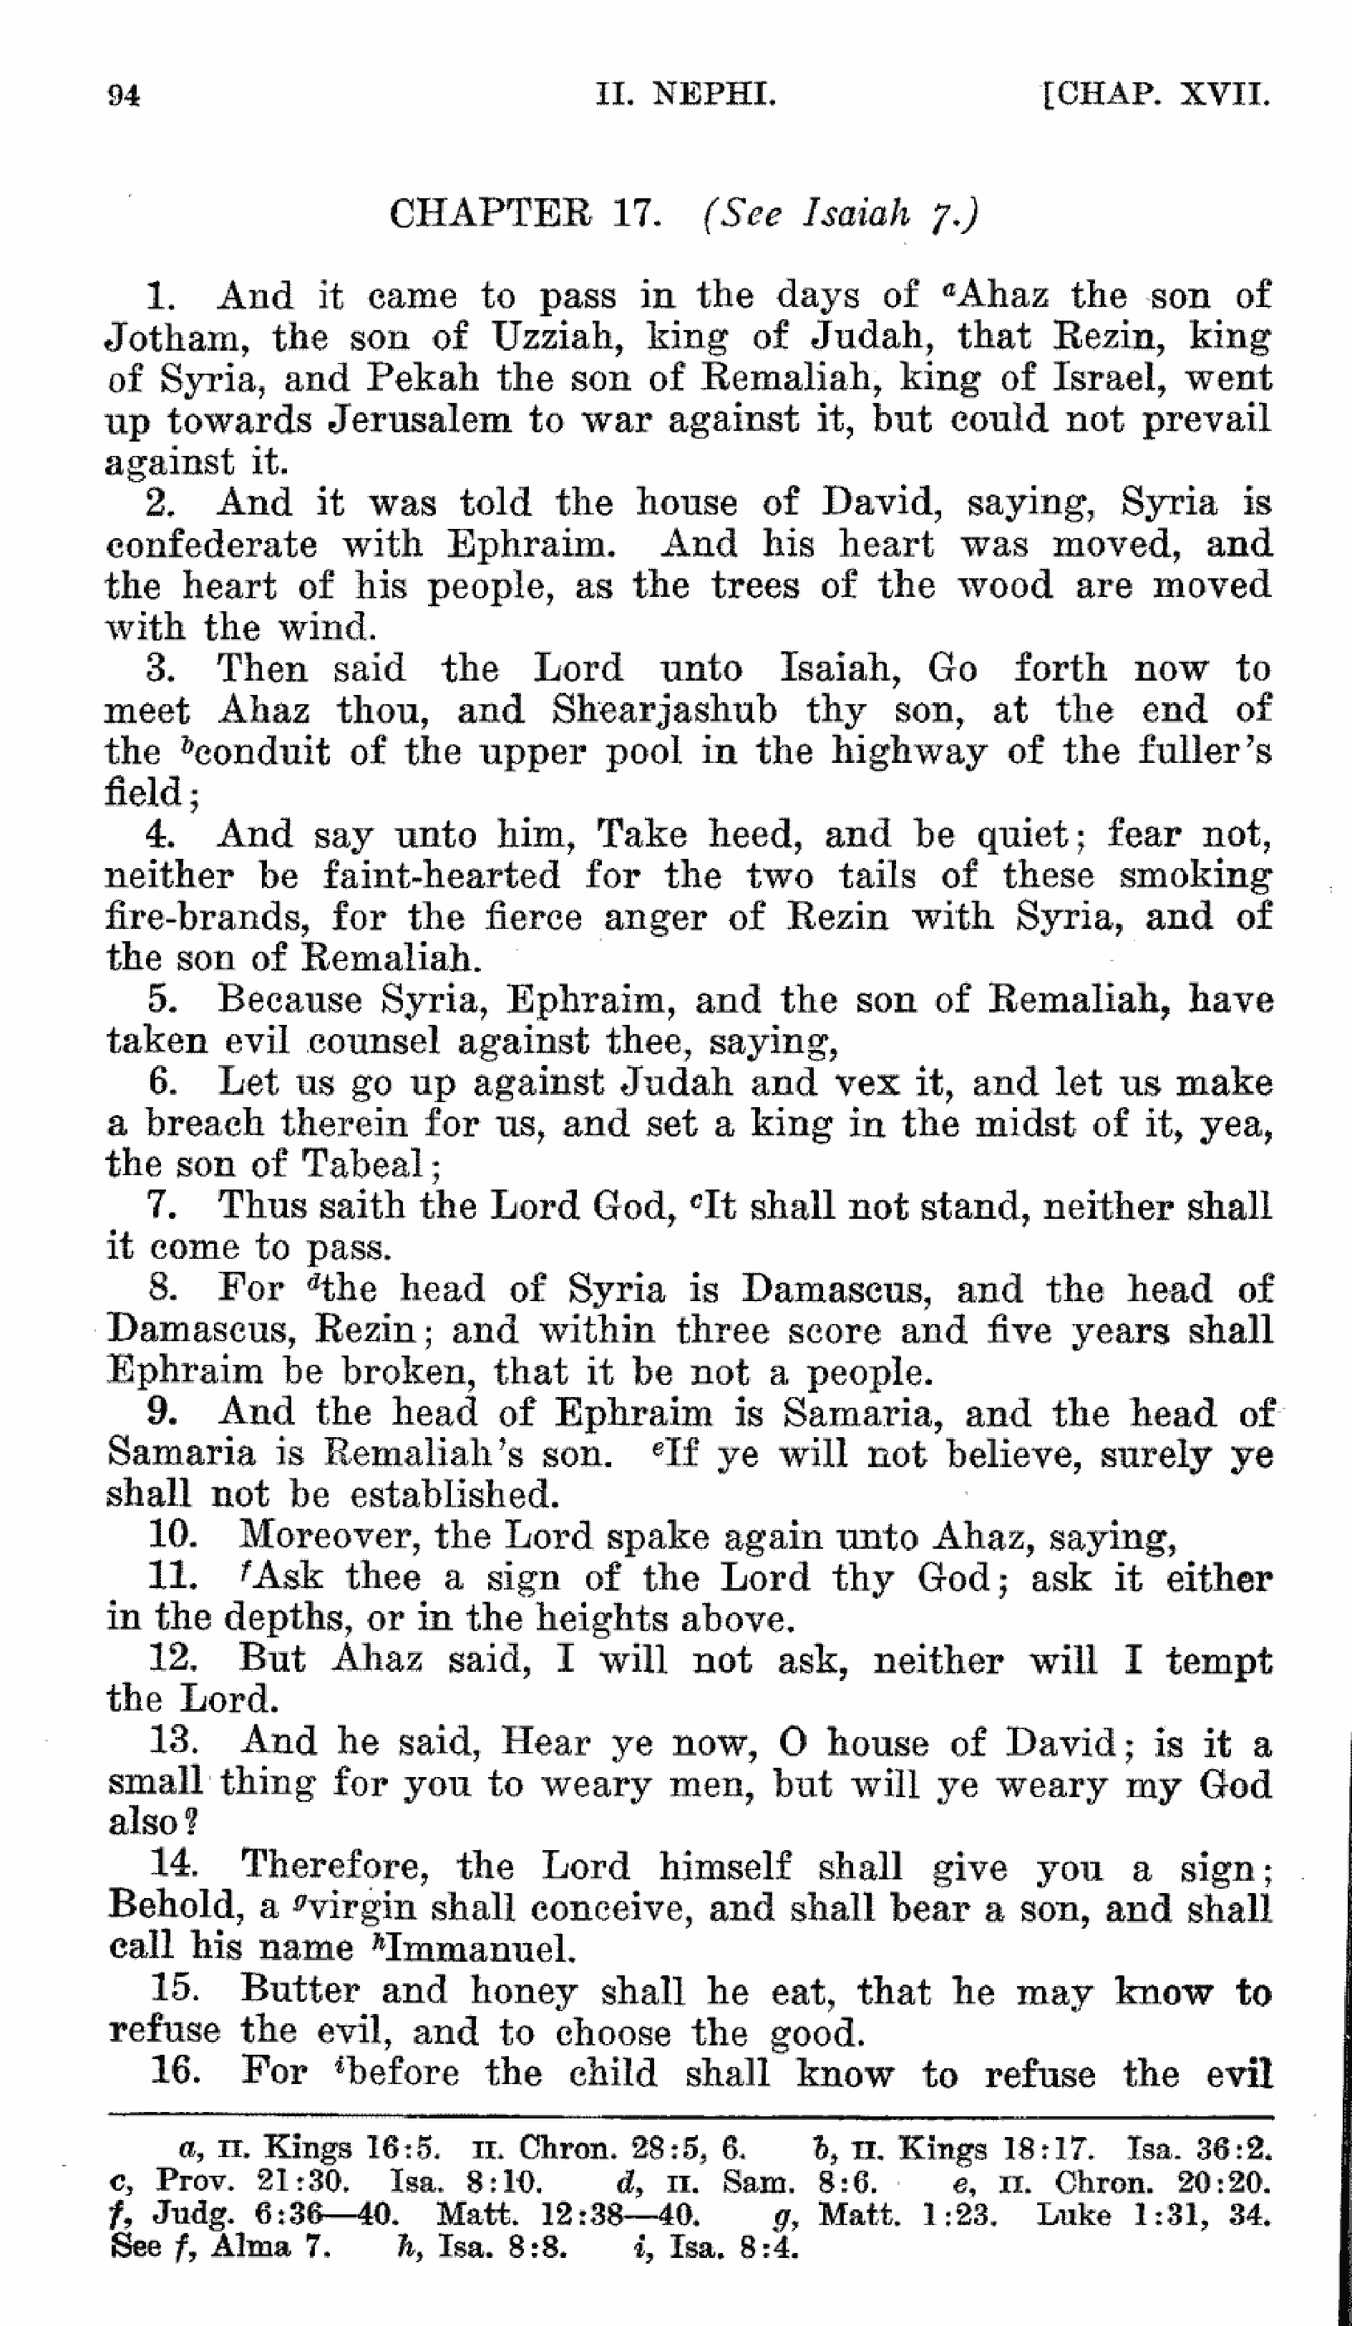 94 II. NEPHI. [CHAP. XVII.
CHAPTER 17. (See Isaiah 7.)
1. And it came to pass in the days of ᵃAhaz the son of
Jotham, the son of Uzziah, king of Judah, that Rezin, king
of Syria, and Pekah the son of Remaliah, king of Israel, went
up towards Jerusalem to war against it, but could not prevail
against it.
2. And it was told the house of David, saying, Syria is
confederate with Ephraim. And his heart was moved, and
the heart of his people, as the trees of the wood are moved
with the wind.
3. Then said the Lord unto Isaiah, Go forth now to
meet Ahaz thou, and Shearjashub thy son, at the end of
the ᵇconduit of the upper pool in the highway of the fuller's
field;
4. And say unto him, Take heed, and be quiet; fear not,
neither be faint-hearted for the two tails of these smoking
fire-brands, for the fierce anger of Rezin with Syria, and of
the son of Remaliah.
5. Because Syria, Ephraim, and the son of Remaliah, have
taken evil counsel against thee, saying,
6. Let us go up against Judah and vex it, and let us make
a breach therein for us, and set a king in the midst of it, yea,
the son of Tabeal;
7. Thus saith the Lord God, ᶜIt shall not stand, neither shall
it come to pass.
8. For ᵈthe head of Syria is Damascus, and the head of
Damascus, Rezin; and within three score and five years shall
Ephraim be broken, that it be not a people.
9. And the head of Ephraim is Samaria, and the head of
Samaria is Remaliah's son. ᵉIf ye will not believe, surely ye
shall not be established.
10. Moreover, the Lord spake again unto Ahaz, saying,
11. ᶠAsk thee a sign of the Lord thy God; ask it either
in the depths, or in the heights above.
12. But Ahaz said, I will not ask, neither will I tempt
the Lord.
13. And he said, Hear ye now, O house of David; is it a
small thing for you to weary men, but will ye weary my God
also?
14. Therefore, the Lord himself shall give you a sign;
Behold, a ᵍvirgin shall conceive, and shall bear a son, and shall
call his name ʰImmanuel.
15. Butter and honey shall he eat, that he may know to
refuse the evil, and to choose the good.
16. For ⁱbefore the child shall know to refuse the evil
a, II. Kings 16:5. II. Chron. 28:5, 6. b, II. Kings 18:17. Isa. 36:2.
c, Prov. 21:30. Isa. 8:10. d, II. Sam. 8:6. e, II. Chron. 20:20.
f, Judg. 6:36—40. Matt. 12:38—40. g, Matt. 1:23. Luke 1:31, 34.
See f, Alma 7. h, Isa. 8:8. i, Isa. 8:4.